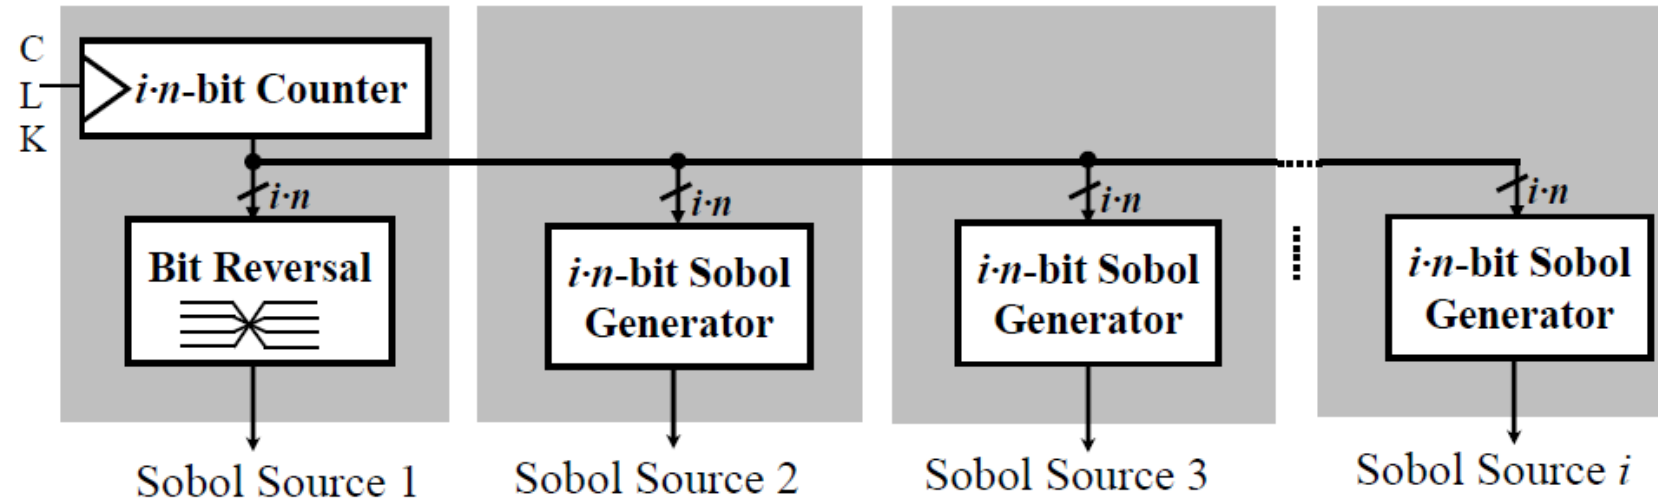 C
L
K
i·n-bit Counter
i·n
i·n
i·n
i·n
Bit Reversal
i·n-bit Sobol
Generator
i·n-bit Sobol
Generator
i·n-bit Sobol
Generator
Sobol Source 1
Sobol Source 2
Sobol Source 3
Sobol Source i